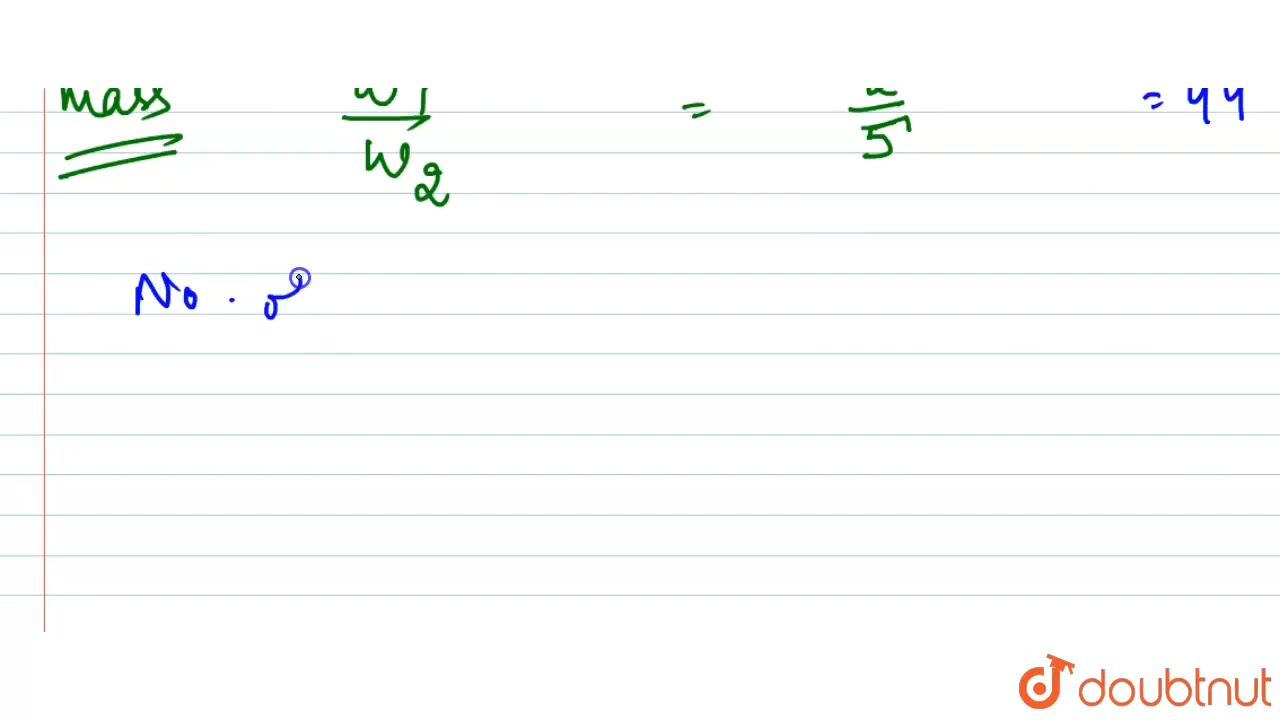 mass W1/W2 = /5 = 44
No. of
doubtnut